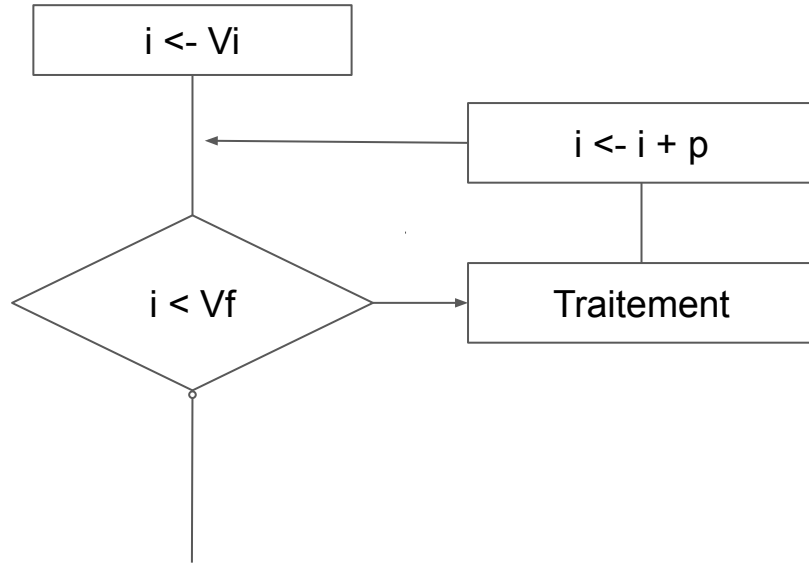 i <- Vi
i <- i + p
i < Vf
Traitement